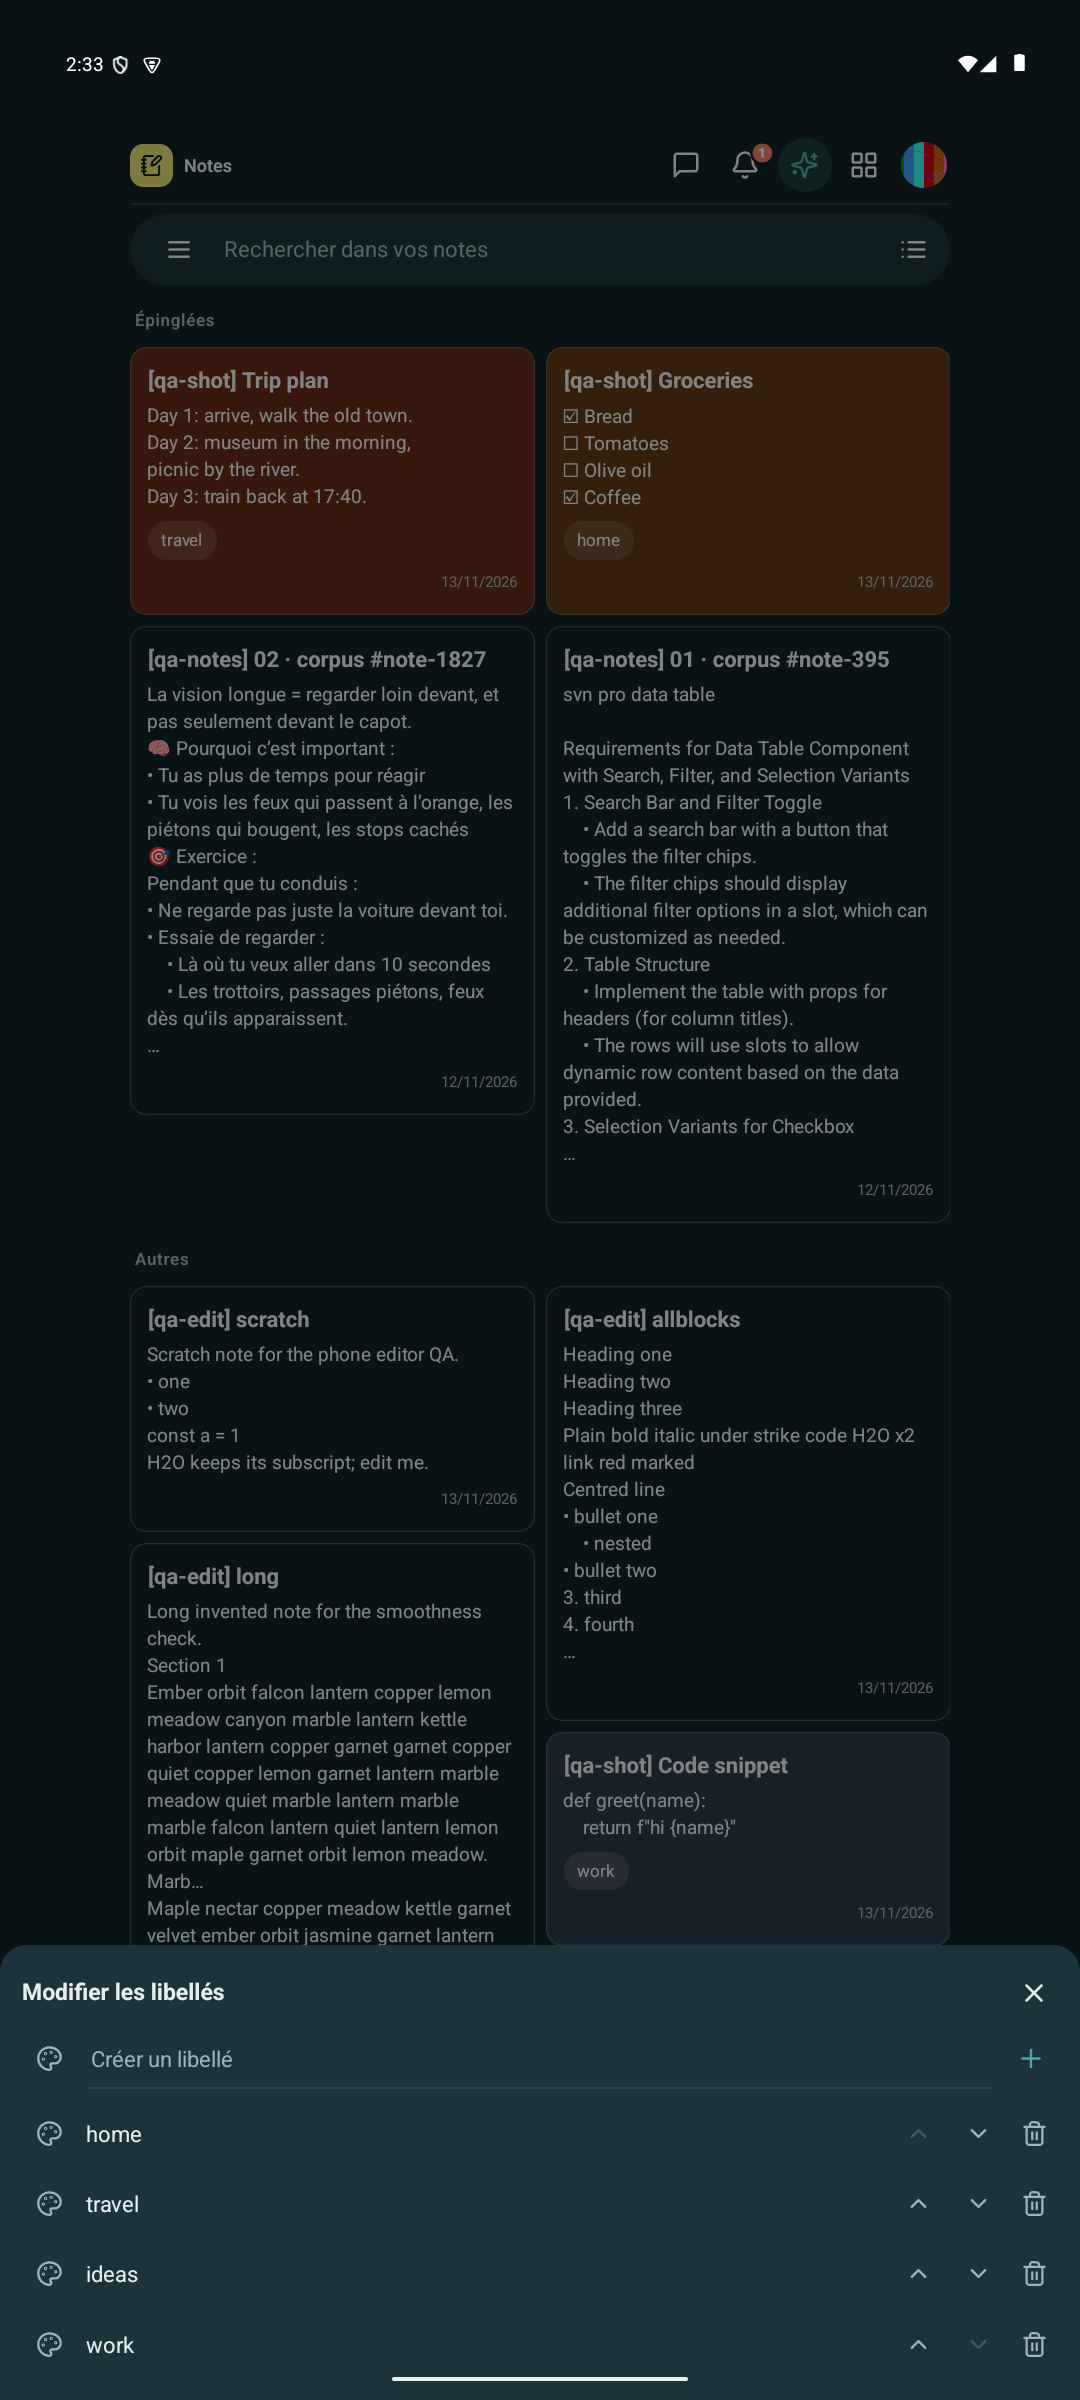 2:33
Notes
1
Rechercher dans vos notes
Épinglées
[qa-shot] Trip plan
Day 1: arrive, walk the old town.
Day 2: museum in the morning,
picnic by the river.
Day 3: train back at 17:40.
travel
13/11/2026
[qa-shot] Groceries
☑ Bread
☐ Tomatoes
☐ Olive oil
☑ Coffee
home
13/11/2026
[qa-notes] 02 · corpus #note-1827
La vision longue = regarder loin devant, et
pas seulement devant le capot.
🧠 Pourquoi c’est important :
• Tu as plus de temps pour réagir
• Tu vois les feux qui passent à l’orange, les
piétons qui bougent, les stops cachés
🎯 Exercice :
Pendant que tu conduis :
• Ne regarde pas juste la voiture devant toi.
• Essaie de regarder :
• Là où tu veux aller dans 10 secondes
• Les trottoirs, passages piétons, feux
dès qu’ils apparaissent.
…
12/11/2026
[qa-notes] 01 · corpus #note-395
svn pro data table
Requirements for Data Table Component
with Search, Filter, and Selection Variants
1. Search Bar and Filter Toggle
• Add a search bar with a button that
toggles the filter chips.
• The filter chips should display
additional filter options in a slot, which can
be customized as needed.
2. Table Structure
• Implement the table with props for
headers (for column titles).
• The rows will use slots to allow
dynamic row content based on the data
provided.
3. Selection Variants for Checkbox
…
12/11/2026
Autres
[qa-edit] scratch
Scratch note for the phone editor QA.
• one
• two
const a = 1
H2O keeps its subscript; edit me.
13/11/2026
[qa-edit] allblocks
Heading one
Heading two
Heading three
Plain bold italic under strike code H2O x2
link red marked
Centred line
• bullet one
• nested
• bullet two
3. third
4. fourth
…
13/11/2026
[qa-edit] long
Long invented note for the smoothness
check.
Section 1
Ember orbit falcon lantern copper lemon
meadow canyon marble lantern kettle
harbor lantern copper garnet garnet copper
quiet copper lemon garnet lantern marble
meadow quiet marble lantern marble
marble falcon lantern quiet lantern lemon
orbit maple garnet orbit lemon meadow.
Marb…
Maple nectar copper meadow kettle garnet
velvet ember orbit jasmine garnet lantern
[qa-shot] Code snippet
def greet(name):
    return f"hi {name}"
work
13/11/2026
Modifier les libellés
Créer un libellé
home
travel
ideas
work